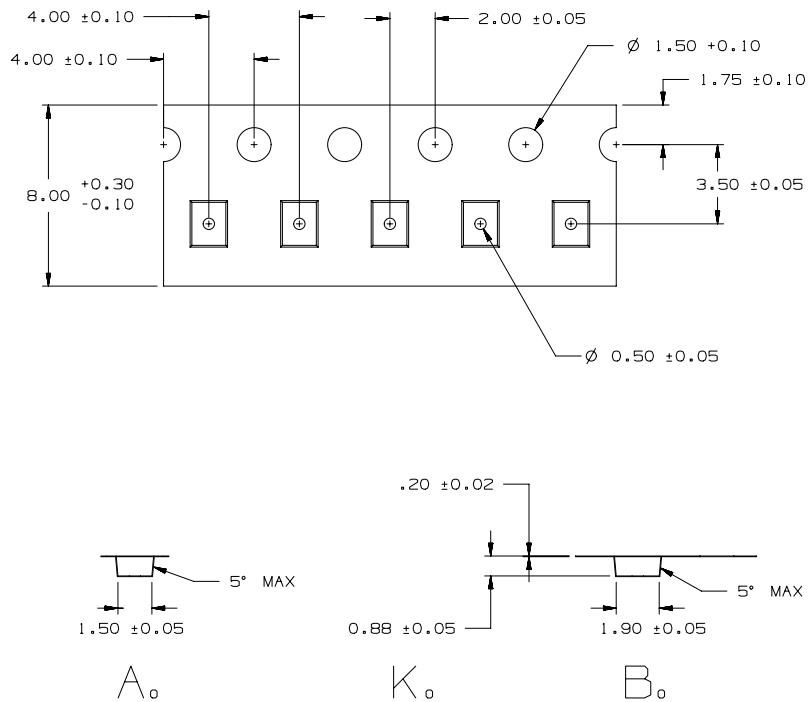 4.00 ±0.10
2.00 ±0.05
Ø 1.50 +0.10
4.00 ±0.10
1.75 ±0.10
8.00 +0.30
-0.10
3.50 ±0.05
Ø 0.50 ±0.05
.20 ±0.02
5° MAX
5° MAX
1.50 ±0.05
0.88 ±0.05
1.90 ±0.05
A₀
K₀
B₀